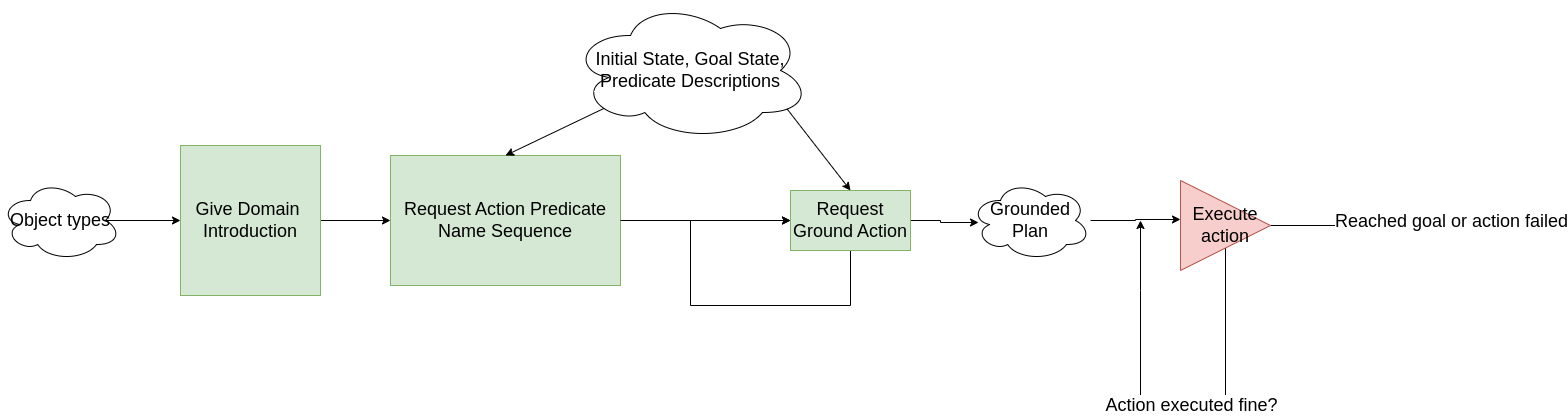 Initial State, Goal State,
Predicate Descriptions
Object types
Give Domain
Introduction
Request Action Predicate
Name Sequence
Request
Ground Action
Grounded
Plan
Execute
action
Reached goal or action failed
Action executed fine?